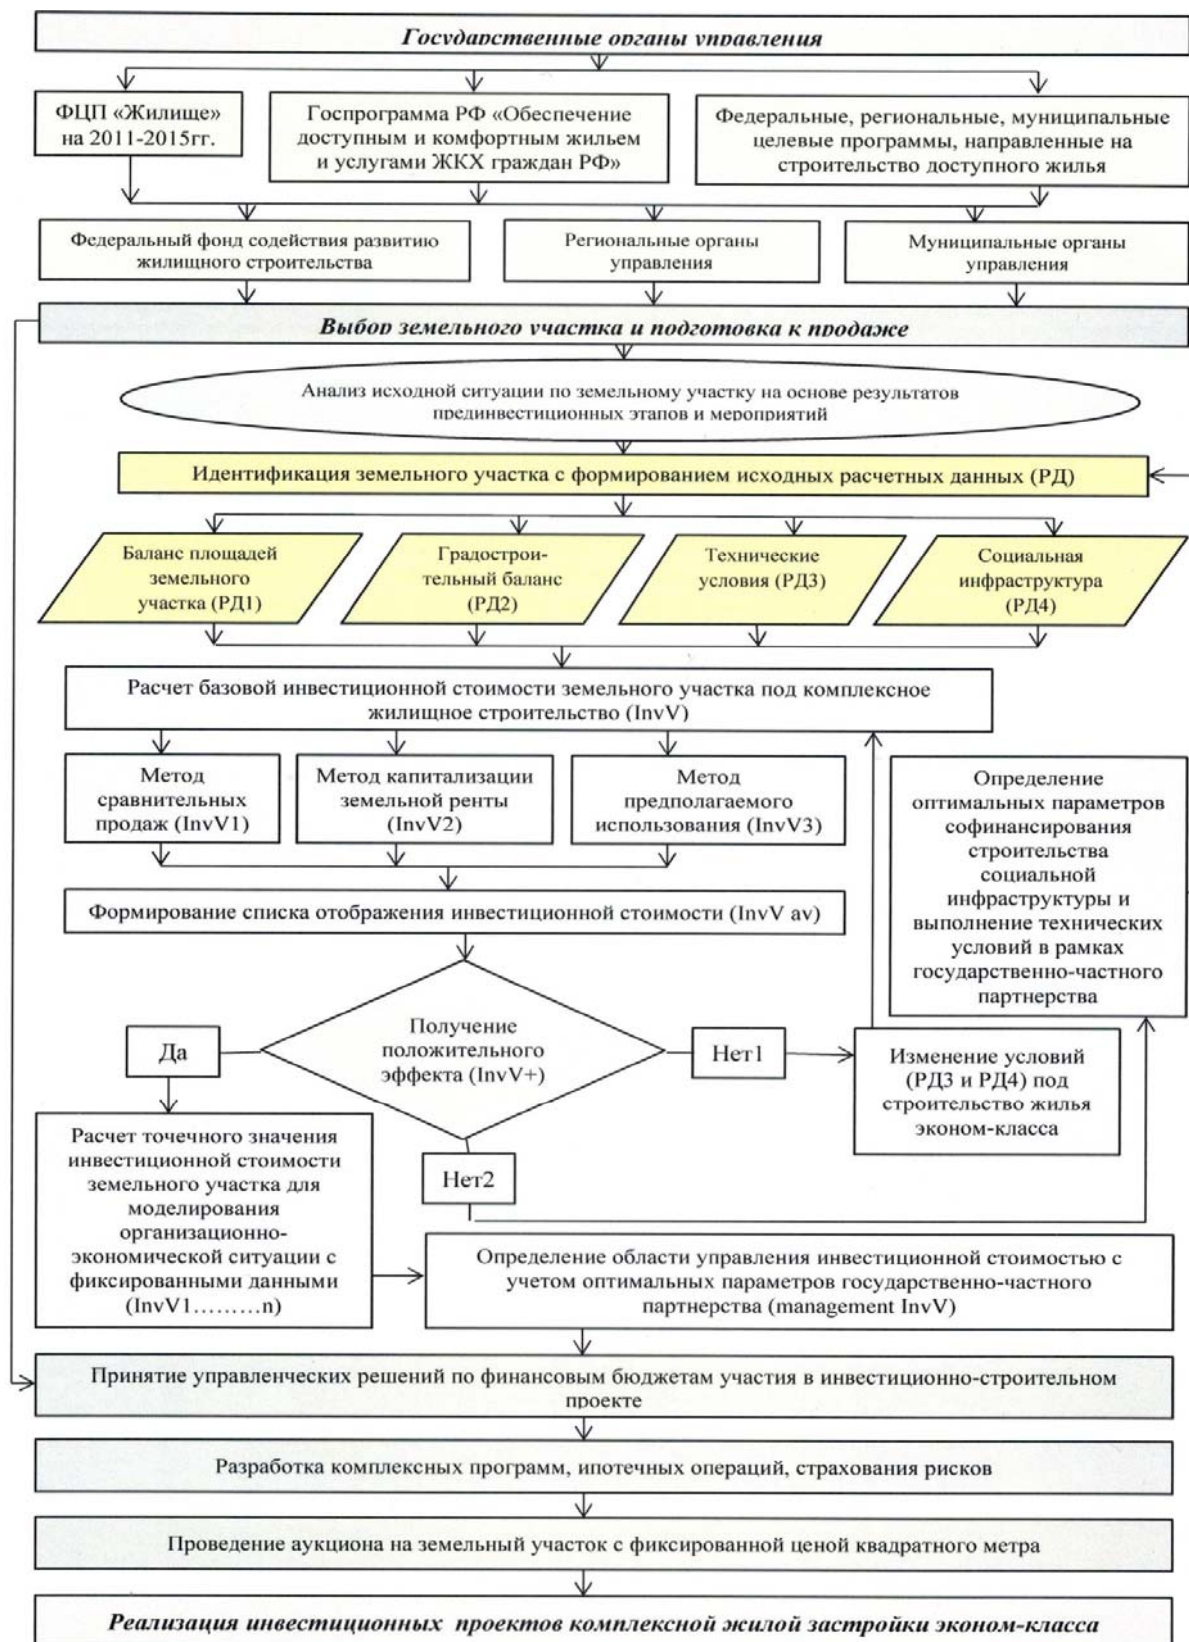 Государственные органы управления
ФЦП «Жилище»
на 2011-2015гг.
Госпрограмма РФ «Обеспечение
доступным и комфортным жильем
и услугами ЖКХ граждан РФ»
Федеральные, региональные, муниципальные
целевые программы, направленные на
строительство доступного жилья
Федеральный фонд содействия развитию
жилищного строительства
Региональные органы
управления
Муниципальные органы
управления
Выбор земельного участка и подготовка к продаже
Анализ исходной ситуации по земельному участку на основе результатов
прединвестиционных этапов и мероприятий
Идентификация земельного участка с формированием исходных расчетных данных (РД)
Баланс площадей
земельного
участка (РД1)
Градострои-
тельный баланс
(РД2)
Технические
условия (РД3)
Социальная
инфраструктура
(РД4)
Расчет базовой инвестиционной стоимости земельного участка под комплексное
жилищное строительство (InvV)
Метод
сравнительных
продаж (InvV1)
Метод капитализации
земельной ренты
(InvV2)
Метод
предполагаемого
использования (InvV3)
Определение
оптимальных параметров
софинансирования
строительства
социальной
инфраструктуры и
выполнение технических
условий в рамках
государственно-частного
партнерства
Формирование списка отображения инвестиционной стоимости (InvV av)
Получение
положительного
эффекта (InvV+)
Да
Нет1
Изменение условий
(РД3 и РД4) под
строительство жилья
эконом-класса
Расчет точечного значения
инвестиционной стоимости
земельного участка для
моделирования
организационно-
экономической ситуации с
фиксированными данными
(InvV1.........n)
Нет2
Определение области управления инвестиционной стоимостью с
учетом оптимальных параметров государственно-частного
партнерства (management InvV)
Принятие управленческих решений по финансовым бюджетам участия в инвестиционно-строительном
проекте
Разработка комплексных программ, ипотечных операций, страхования рисков
Проведение аукциона на земельный участок с фиксированной ценой квадратного метра
Реализация инвестиционных проектов комплексной жилой застройки эконом-класса